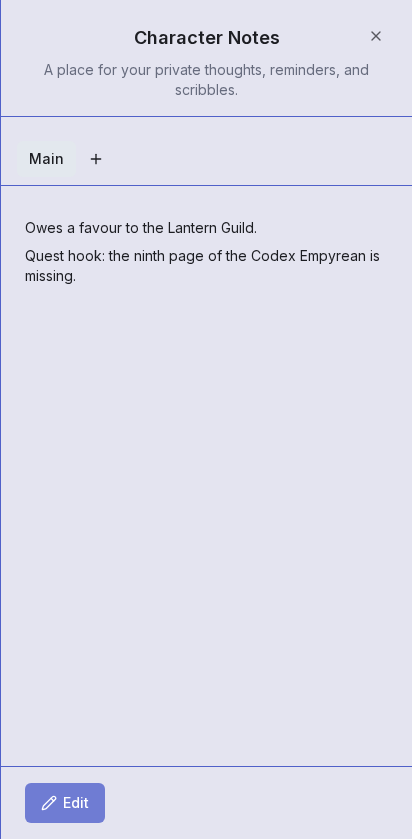 Character Notes
A place for your private thoughts, reminders, and
scribbles.
Main
Owes a favour to the Lantern Guild.
Quest hook: the ninth page of the Codex Empyrean is
missing.
Edit